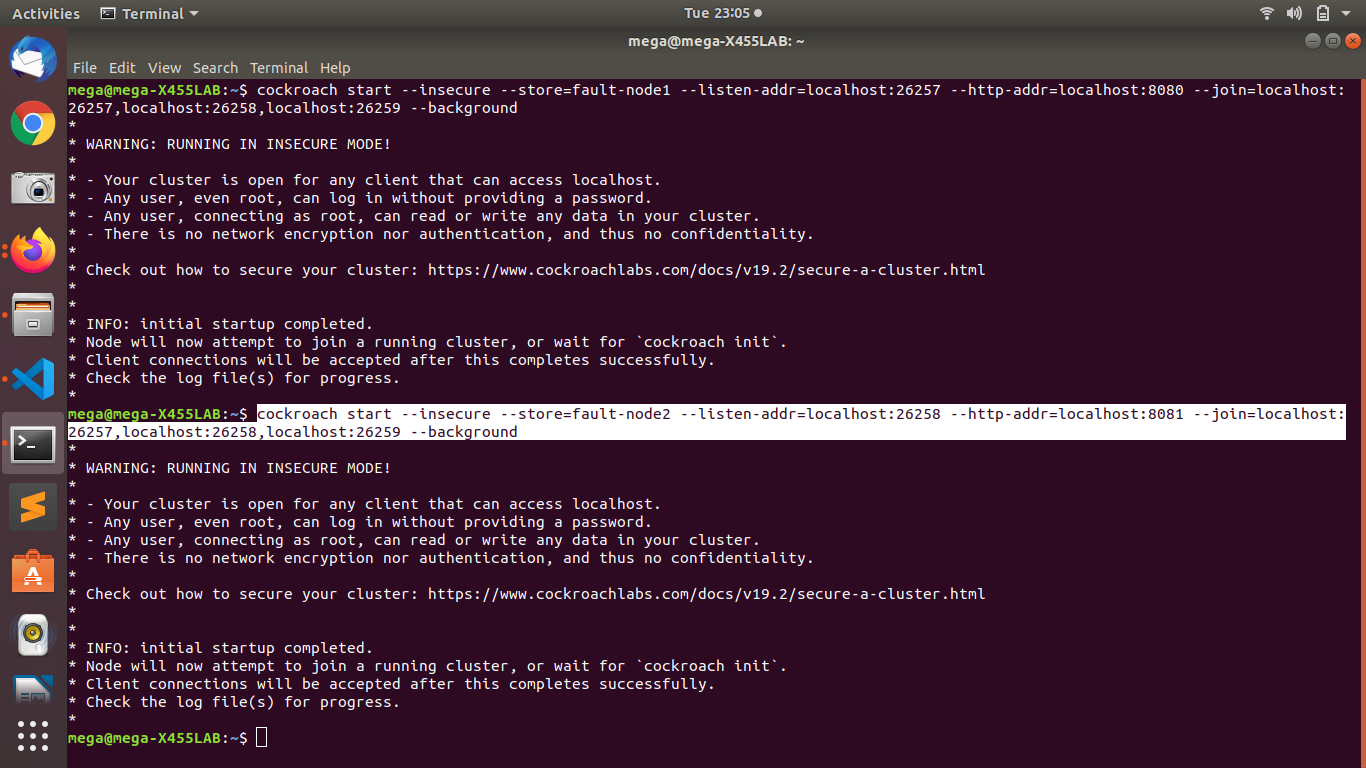 Activities Terminal Tue 23:05
mega@mega-X455LAB: ~
File Edit View Search Terminal Help
mega@mega-X455LAB:~$ cockroach start --insecure --store=fault-node1 --listen-addr=localhost:26257 --http-addr=localhost:8080 --join=localhost:
26257,localhost:26258,localhost:26259 --background
*
* WARNING: RUNNING IN INSECURE MODE!
*
* - Your cluster is open for any client that can access localhost.
* - Any user, even root, can log in without providing a password.
* - Any user, connecting as root, can read or write any data in your cluster.
* - There is no network encryption nor authentication, and thus no confidentiality.
*
* Check out how to secure your cluster: https://www.cockroachlabs.com/docs/v19.2/secure-a-cluster.html
*
*
* INFO: initial startup completed.
* Node will now attempt to join a running cluster, or wait for `cockroach init`.
* Client connections will be accepted after this completes successfully.
* Check the log file(s) for progress.
*
mega@mega-X455LAB:~$ cockroach start --insecure --store=fault-node2 --listen-addr=localhost:26258 --http-addr=localhost:8081 --join=localhost:
26257,localhost:26258,localhost:26259 --background
*
* WARNING: RUNNING IN INSECURE MODE!
*
* - Your cluster is open for any client that can access localhost.
* - Any user, even root, can log in without providing a password.
* - Any user, connecting as root, can read or write any data in your cluster.
* - There is no network encryption nor authentication, and thus no confidentiality.
*
* Check out how to secure your cluster: https://www.cockroachlabs.com/docs/v19.2/secure-a-cluster.html
*
*
* INFO: initial startup completed.
* Node will now attempt to join a running cluster, or wait for `cockroach init`.
* Client connections will be accepted after this completes successfully.
* Check the log file(s) for progress.
*
mega@mega-X455LAB:~$